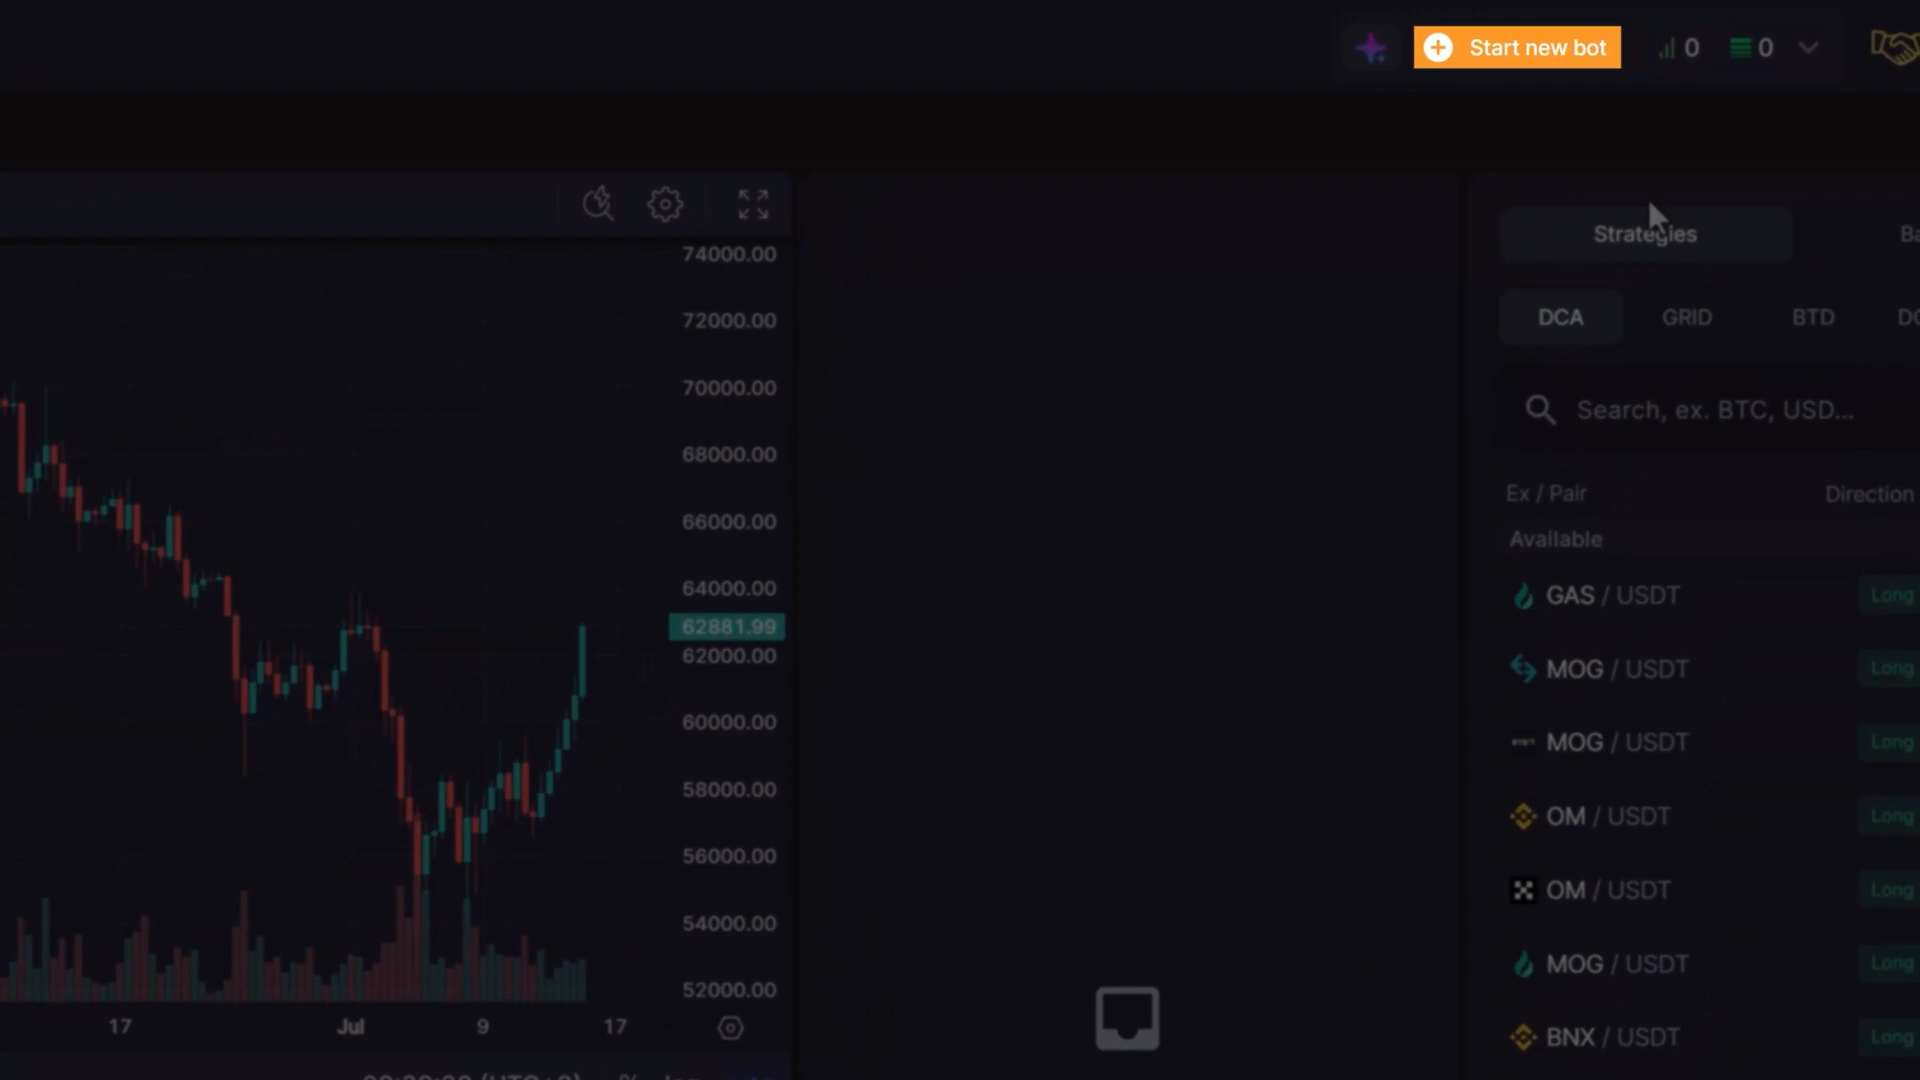 Start new bot
0
0
Strategies
Ba
DCA
GRID
BTD
DC
Search, ex. BTC, USD...
Ex / Pair
Direction
Available
GAS / USDT
Long
MOG / USDT
Long
MOG / USDT
Long
OM / USDT
Long
OM / USDT
Long
MOG / USDT
Long
BNX / USDT
Long
74000.00
72000.00
70000.00
68000.00
66000.00
64000.00
62881.99
62000.00
60000.00
58000.00
56000.00
54000.00
52000.00
17
Jul
9
17